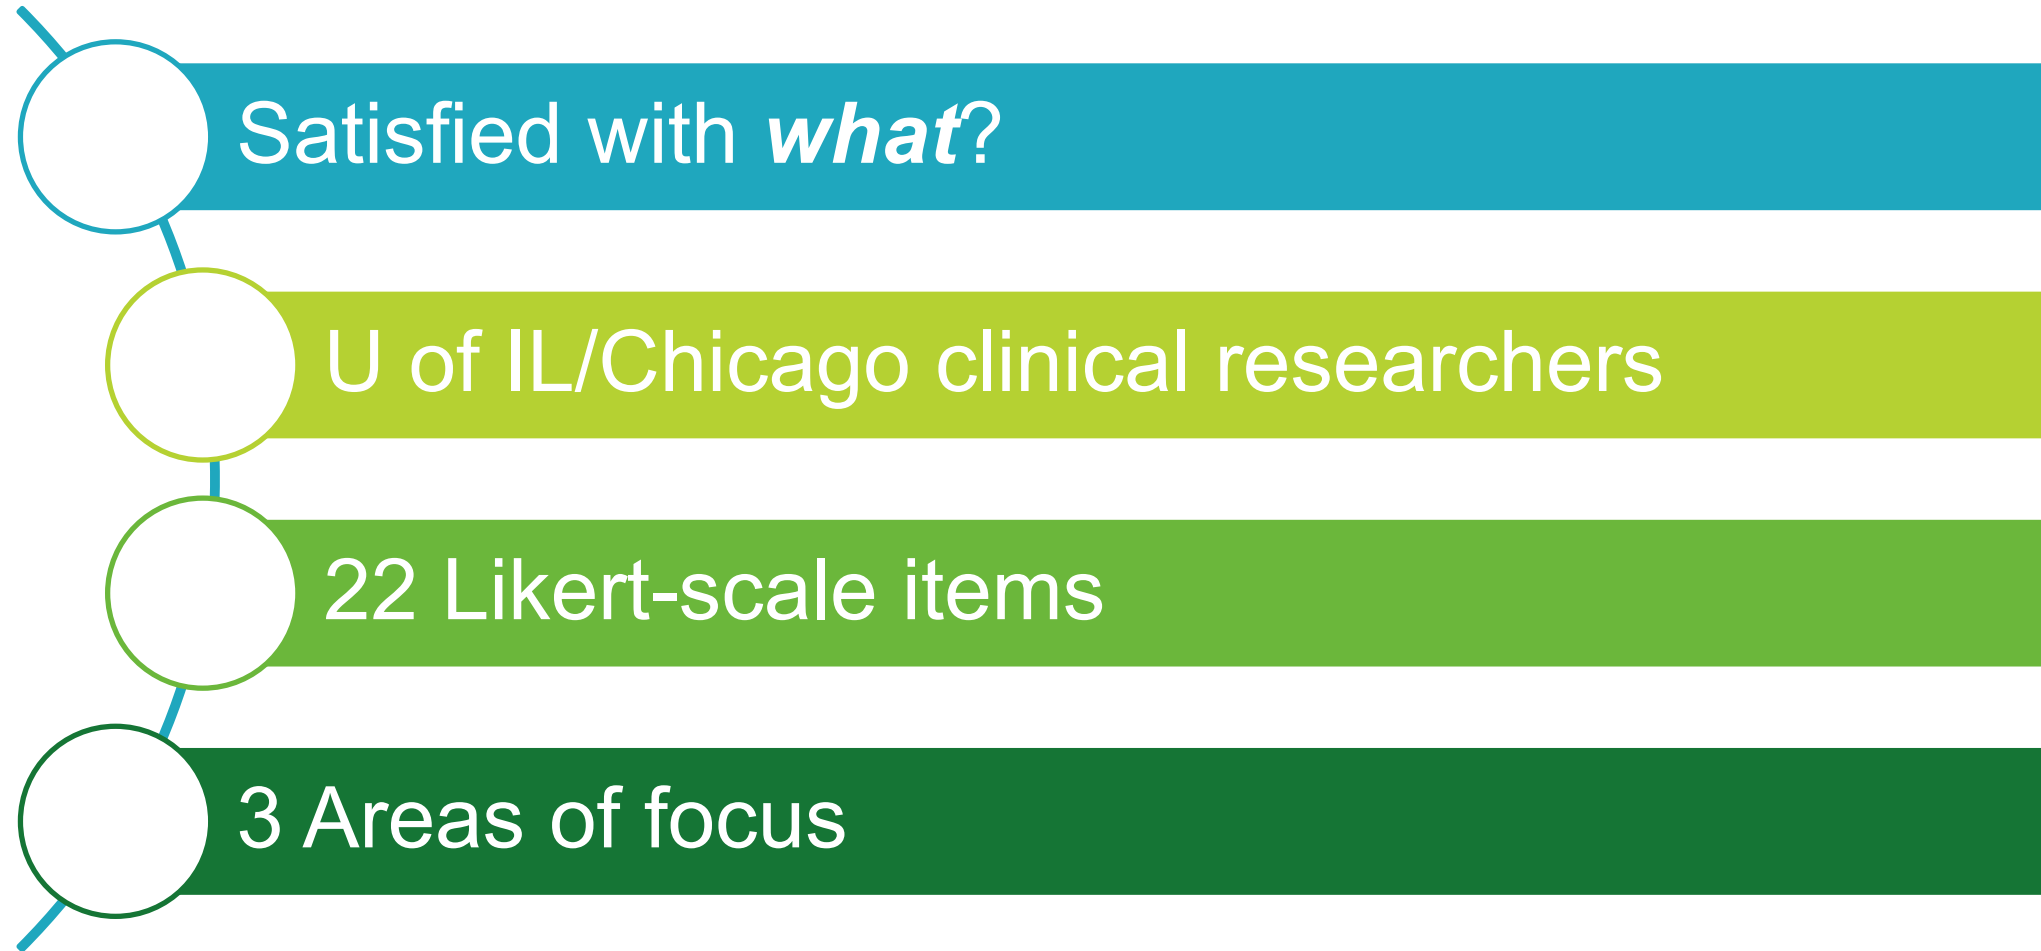 Satisfied with what?
U of IL/Chicago clinical researchers
22 Likert-scale items
3 Areas of focus